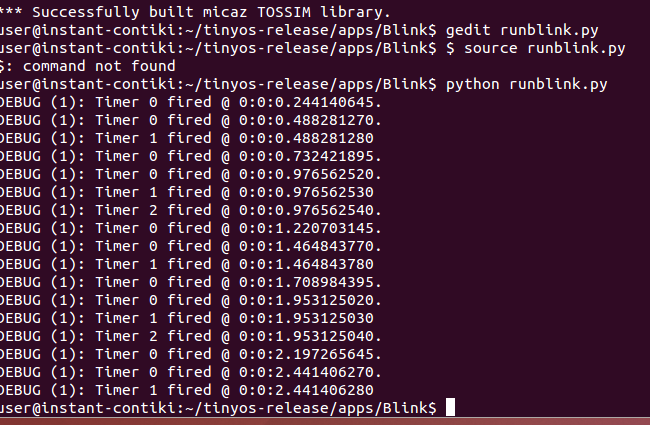 *** Successfully built micaz TOSSIM library.
user@instant-contiki:~/tinyos-release/apps/Blink$ gedit runblink.py
user@instant-contiki:~/tinyos-release/apps/Blink$ $ source runblink.py
$: command not found
user@instant-contiki:~/tinyos-release/apps/Blink$ python runblink.py
DEBUG (1): Timer 0 fired @ 0:0:0.244140645.
DEBUG (1): Timer 0 fired @ 0:0:0.488281270.
DEBUG (1): Timer 1 fired @ 0:0:0.488281280
DEBUG (1): Timer 0 fired @ 0:0:0.732421895.
DEBUG (1): Timer 0 fired @ 0:0:0.976562520.
DEBUG (1): Timer 1 fired @ 0:0:0.976562530
DEBUG (1): Timer 2 fired @ 0:0:0.976562540.
DEBUG (1): Timer 0 fired @ 0:0:1.220703145.
DEBUG (1): Timer 0 fired @ 0:0:1.464843770.
DEBUG (1): Timer 1 fired @ 0:0:1.464843780
DEBUG (1): Timer 0 fired @ 0:0:1.708984395.
DEBUG (1): Timer 0 fired @ 0:0:1.953125020.
DEBUG (1): Timer 1 fired @ 0:0:1.953125030
DEBUG (1): Timer 2 fired @ 0:0:1.953125040.
DEBUG (1): Timer 0 fired @ 0:0:2.197265645.
DEBUG (1): Timer 0 fired @ 0:0:2.441406270.
DEBUG (1): Timer 1 fired @ 0:0:2.441406280
user@instant-contiki:~/tinyos-release/apps/Blink$